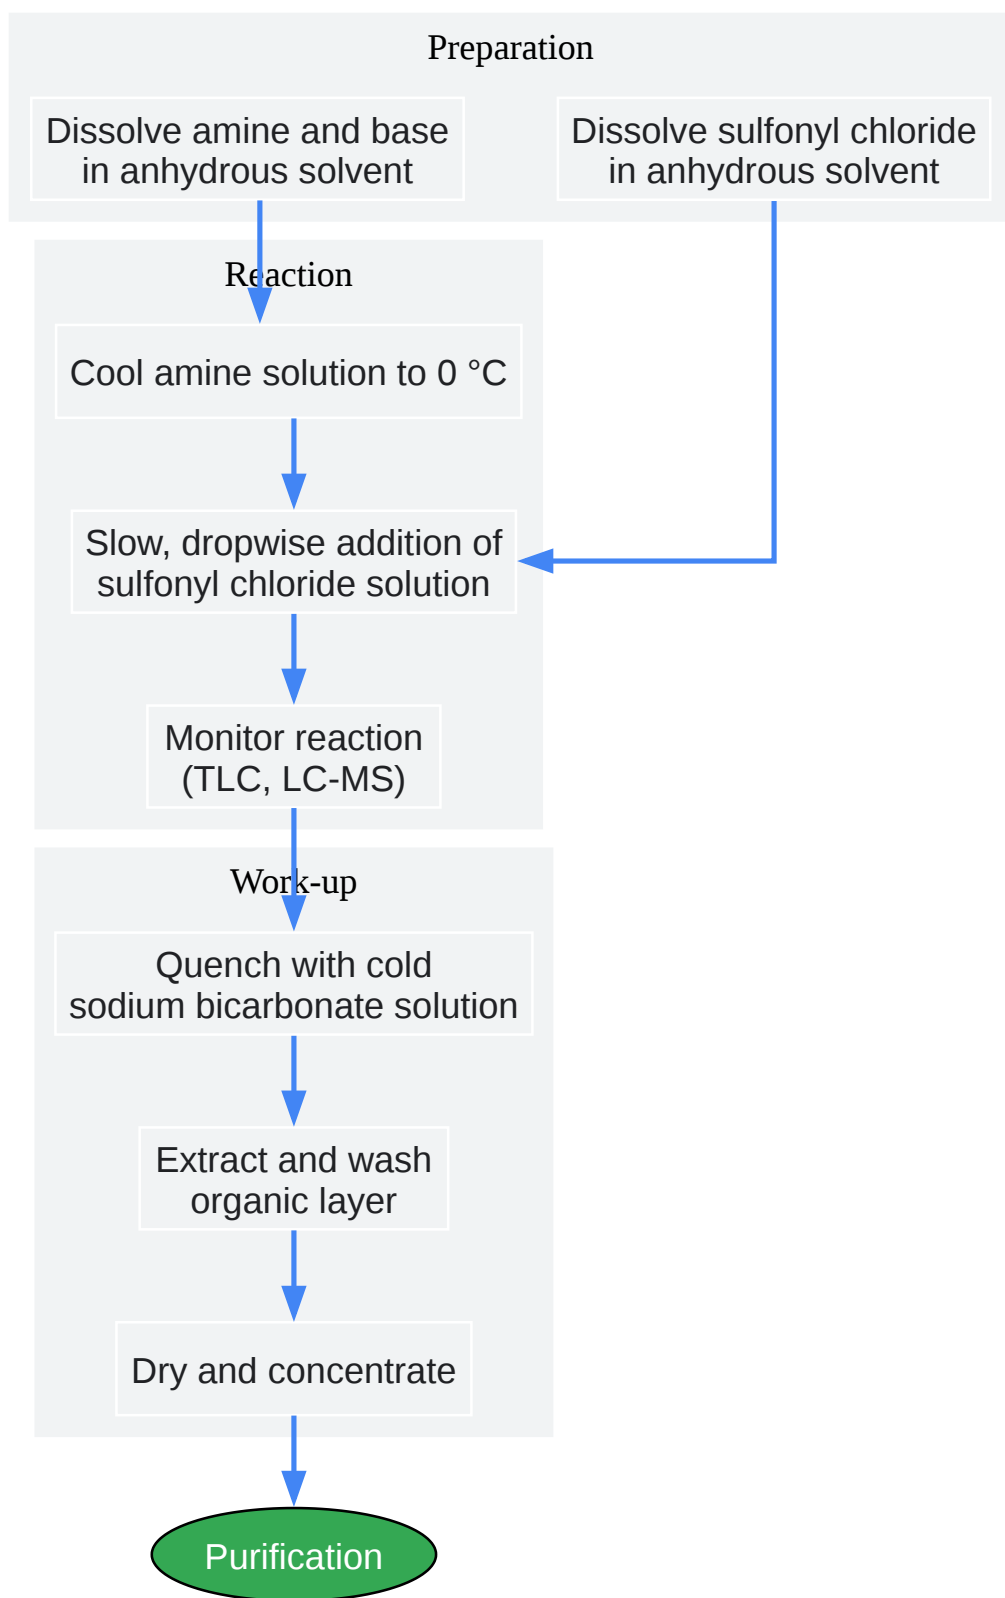 Preparation
Dissolve amine and base
in anhydrous solvent
Dissolve sulfonyl chloride
in anhydrous solvent
Reaction
Cool amine solution to 0 °C
Slow, dropwise addition of
sulfonyl chloride solution
Monitor reaction
(TLC, LC-MS)
Work-up
Quench with cold
sodium bicarbonate solution
Extract and wash
organic layer
Dry and concentrate
Purification